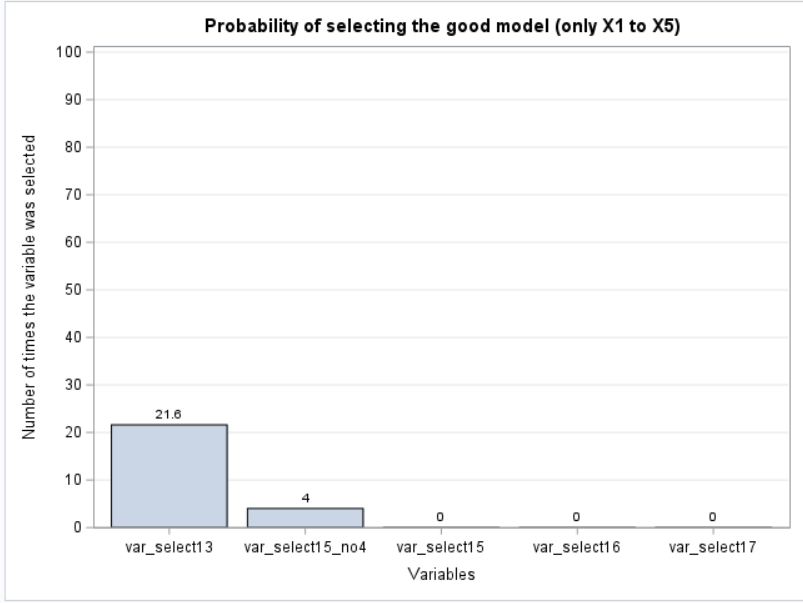 Probability of selecting the good model (only X1 to X5)
Number of times the variable was selected
100
90
80
70
60
50
40
30
20
10
0
21.6
4
0
0
0
var_select13
var_select15_no4
var_select15
var_select16
var_select17
Variables